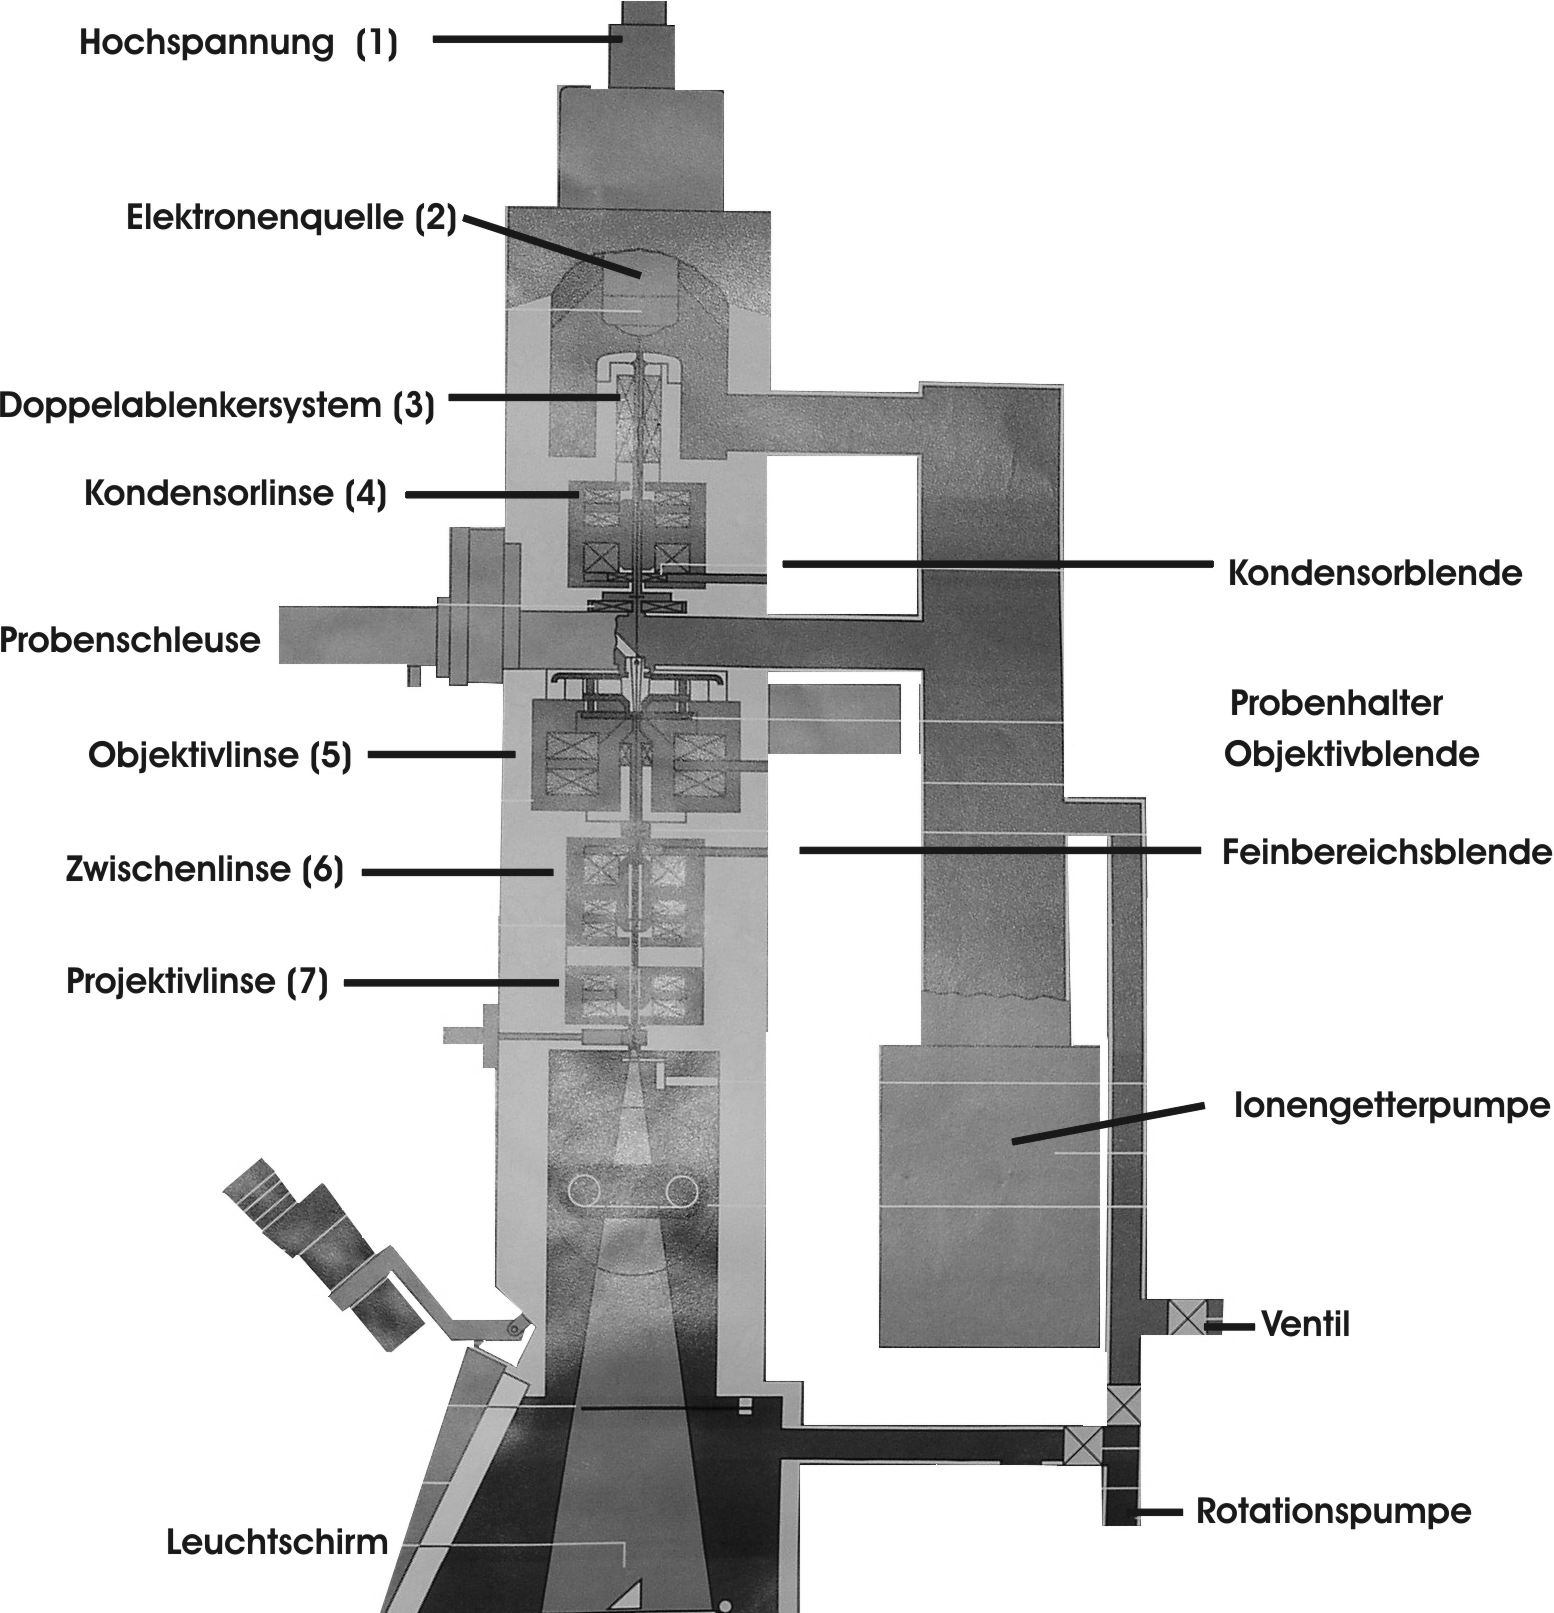 Hochspannung (1)
Elektronenquelle (2)
Doppelablenkersystem (3)
Kondensorlinse (4)
Kondensorblende
Probenschleuse
Probenhalter
Objektivlinse (5)
Objektivblende
Zwischenlinse (6)
Feinbereichsblende
Projektivlinse (7)
Ionengetterpumpe
Ventil
Rotationspumpe
Leuchtschirm